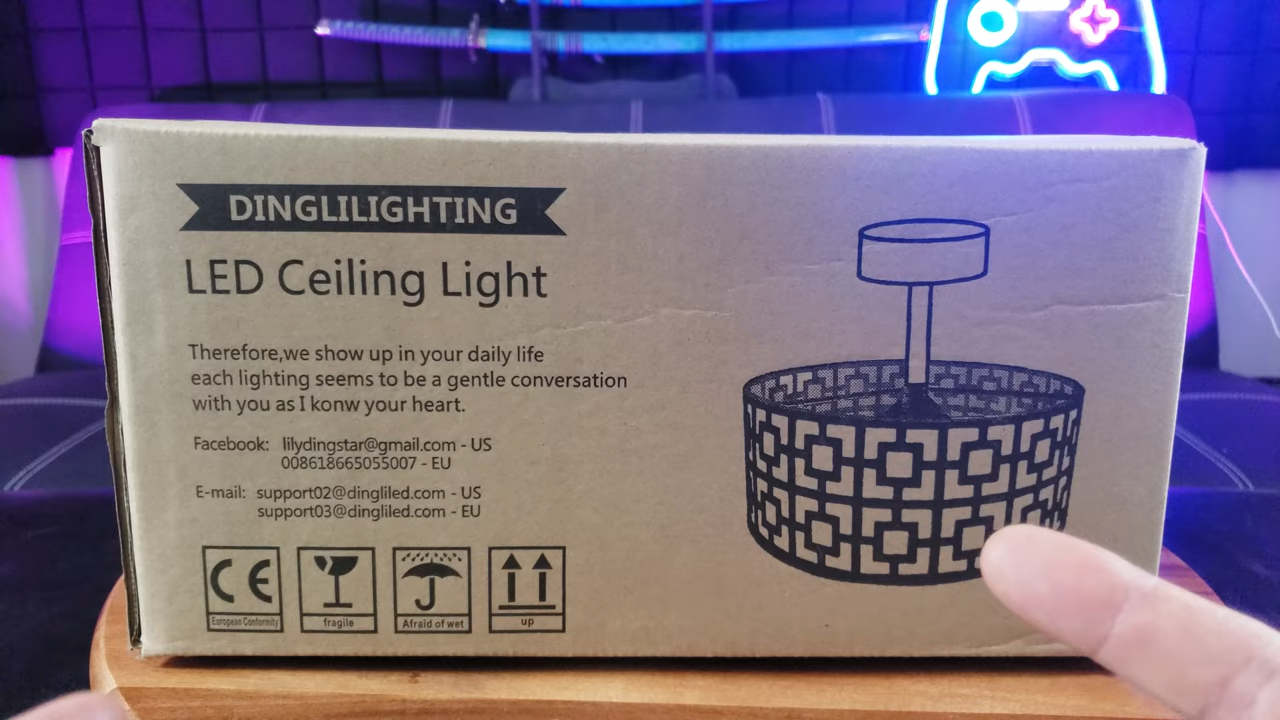 DINGLILIGHTING
LED Ceiling Light
Therefore,we show up in your daily life
each lighting seems to be a gentle conversation
with you as I konw your heart.
Facebook: lilydingstar@gmail.com - US
008618665055007 - EU
E-mail: support02@dingliled.com - US
support03@dingliled.com - EU
CE
European Conformity
fragile
Afraid of wet
up